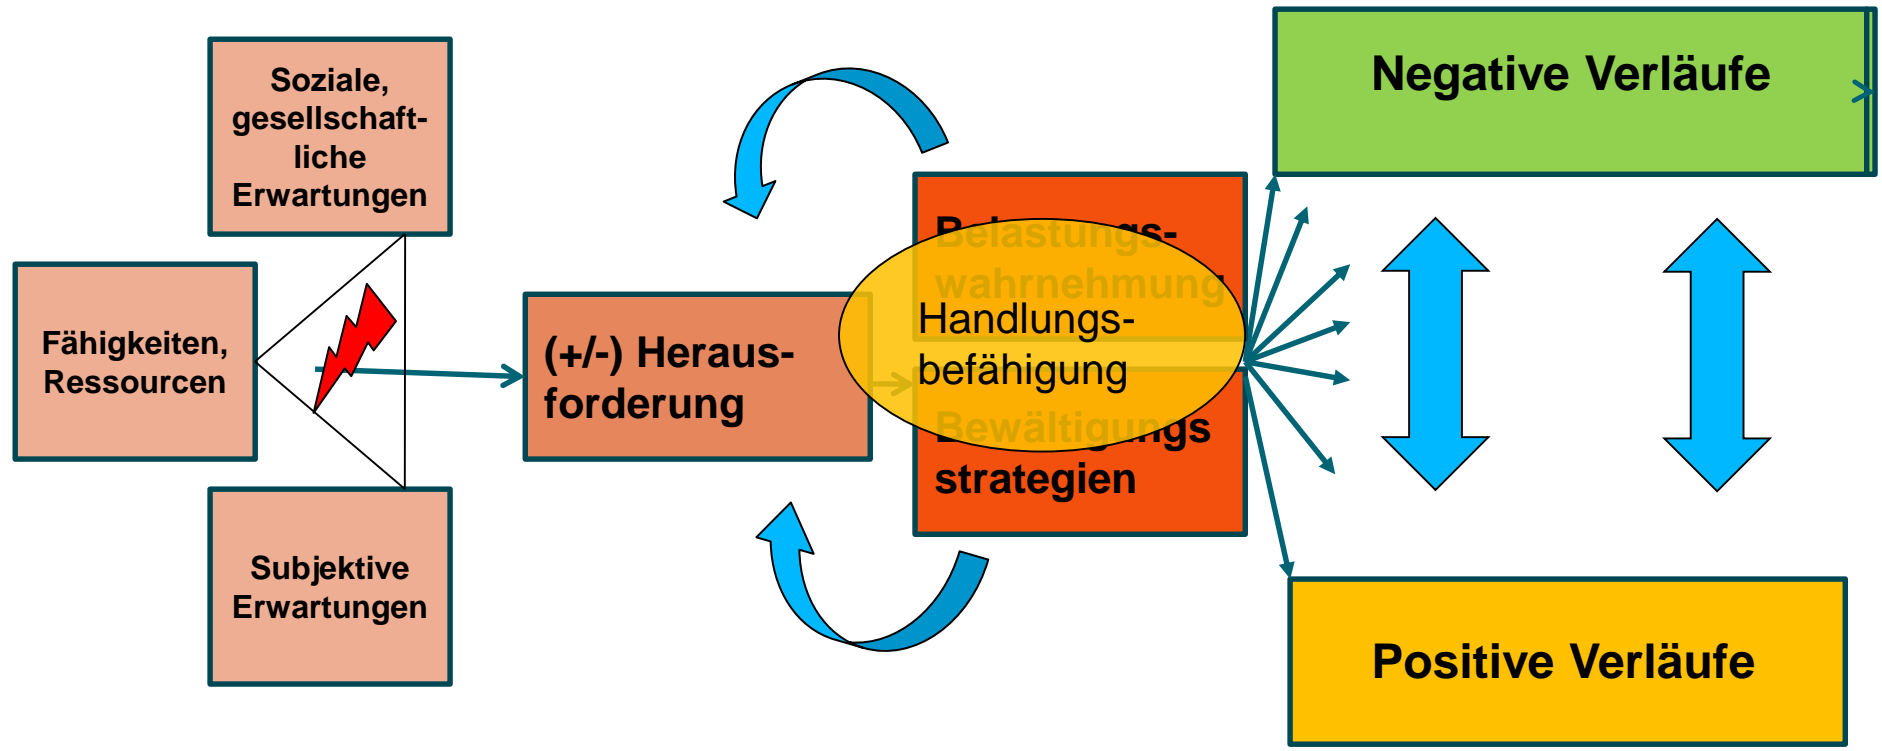 Soziale,
gesellschaft-
liche
Erwartungen
Fähigkeiten,
Ressourcen
Subjektive
Erwartungen
(+/-) Heraus-
forderung
Belastungs-
wahrnehmung
Handlungs-
befähigung
Bewältigungs
strategien
Negative Verläufe
Positive Verläufe